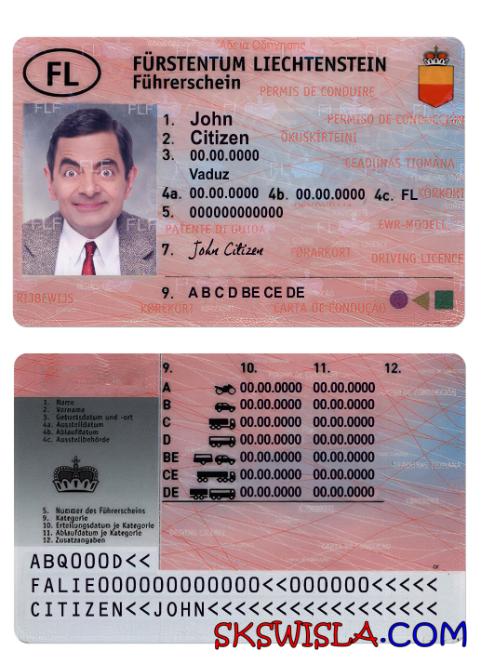 Άδεια Οδήγησης
FL
FÜRSTENTUM LIECHTENSTEIN
Führerschein
PERMIS DE CONDUIRE
1. John
PERMISO DE CONDUCCIÓN
2. Citizen
ÖKUSKÍRTEINI
3. 00.00.0000
CEADÚNAS TIOMÁNA
Vaduz
4a. 00.00.0000 4b. 00.00.0000 4c. FL
KÖRKORT
5. 000000000000
EWR-MODELL
PATENTE DI GUIDA
7. John Citizen
FØRARKORT
DRIVING LICENCE
RIJBEWIJS
9. A B C D BE CE DE
KØREKORT
CARTA DE CONDUÇÃO
9. 10. 11. 12.
A 00.00.0000 00.00.0000
B 00.00.0000 00.00.0000
C 00.00.0000 00.00.0000
D 00.00.0000 00.00.0000
BE 00.00.0000 00.00.0000
CE 00.00.0000 00.00.0000
DE 00.00.0000 00.00.0000
1. Name
2. Vorname
3. Geburtsdatum und -ort
4a. Ausstelldatum
4b. Ablaufdatum
4c. Ausstellbehörde
5. Nummer des Führerscheins
9. Kategorie
10. Erteilungsdatum je Kategorie
11. Ablaufdatum je Kategorie
12. Zusatzangaben
ABQ000D<<
FALIE0000000000000<<000000<<<<<
CITIZEN<<JOHN<<<<<<<<<<<<<<<<<
SKSWISLA.COM